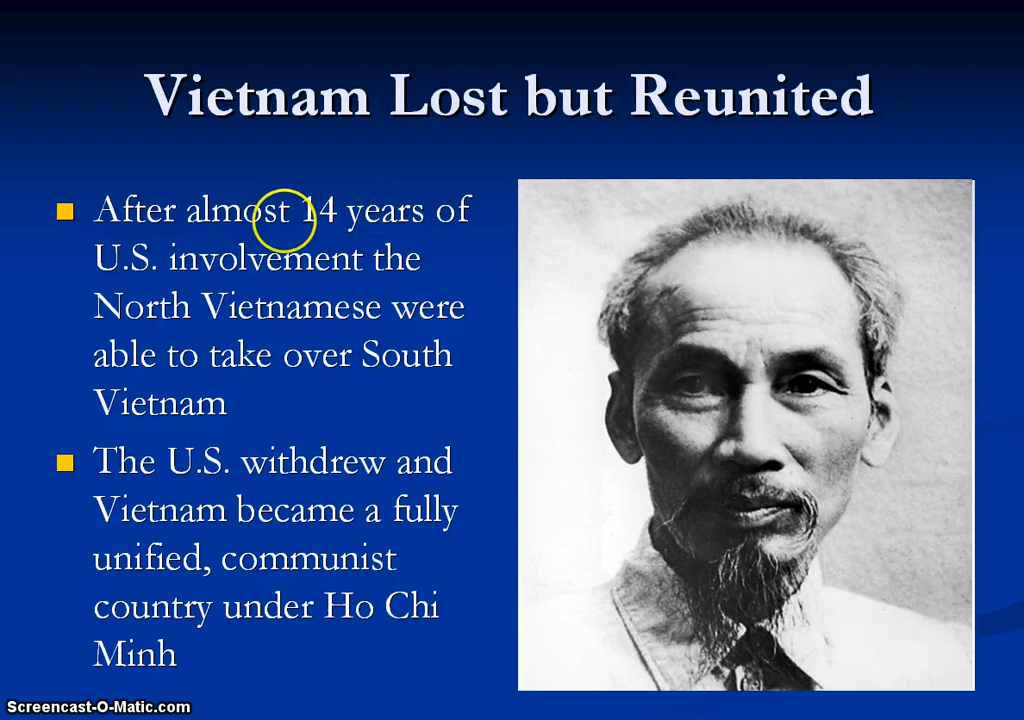 Vietnam Lost but Reunited
After almost 14 years of
U.S. involvement the
North Vietnamese were
able to take over South
Vietnam
The U.S. withdrew and
Vietnam became a fully
unified, communist
country under Ho Chi
Minh
Screencast-O-Matic.com